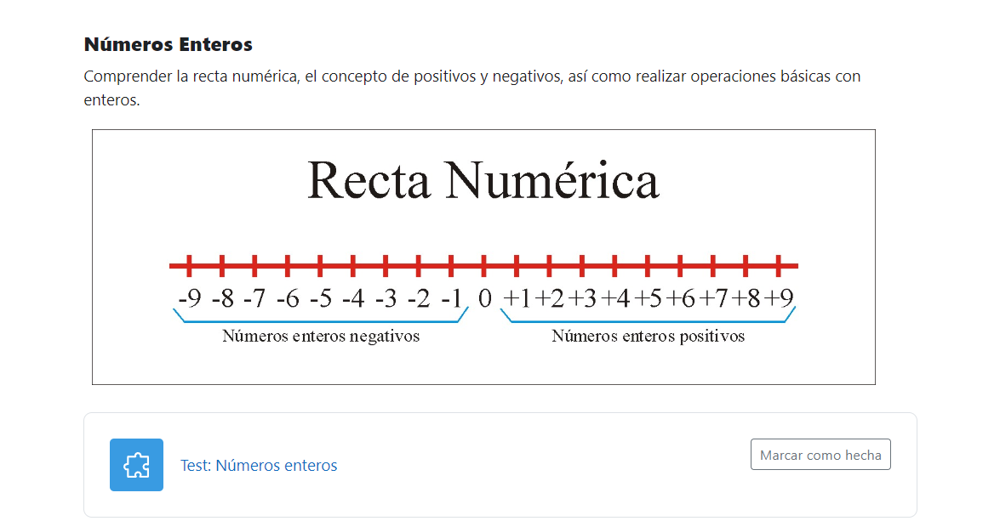 Números Enteros
Comprender la recta numérica, el concepto de positivos y negativos, así como realizar operaciones básicas con
enteros.
Recta Numérica
-9 -8 -7 -6 -5 -4 -3 -2 -1 0 +1 +2 +3 +4 +5 +6 +7 +8 +9
Números enteros negativos Números enteros positivos
Test: Números enteros
Marcar como hecha